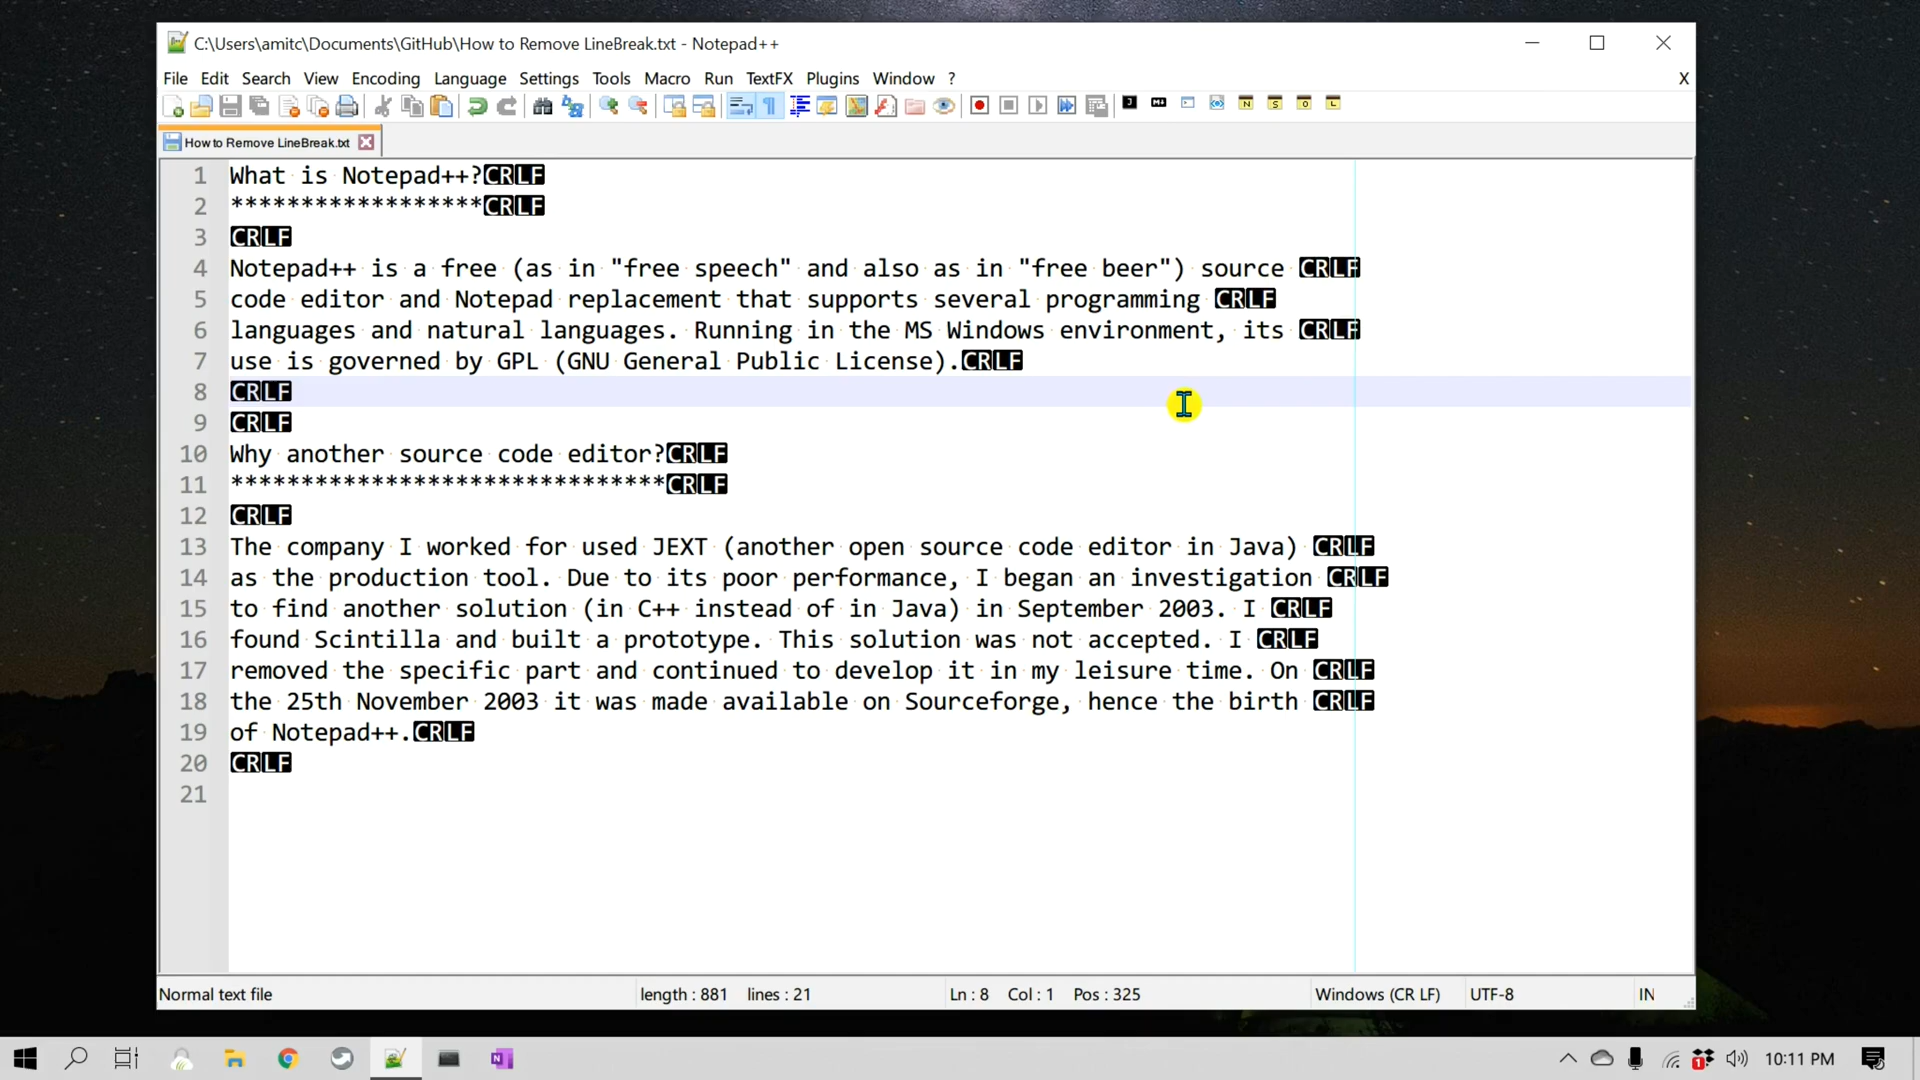 C:\Users\amitc\Documents\GitHub\How to Remove LineBreak.txt - Notepad++
File Edit Search View Encoding Language Settings Tools Macro Run TextFX Plugins Window ? X
How to Remove LineBreak.txt
1 What is Notepad++?CRLF
2 ******************CRLF
3 CRLF
4 Notepad++ is a free (as in "free speech" and also as in "free beer") source CRLF
5 code editor and Notepad replacement that supports several programming CRLF
6 languages and natural languages. Running in the MS Windows environment, its CRLF
7 use is governed by GPL (GNU General Public License).CRLF
8 CRLF
9 CRLF
10 Why another source code editor?CRLF
11 *******************************CRLF
12 CRLF
13 The company I worked for used JEXT (another open source code editor in Java) CRLF
14 as the production tool. Due to its poor performance, I began an investigation CRLF
15 to find another solution (in C++ instead of in Java) in September 2003. I CRLF
16 found Scintilla and built a prototype. This solution was not accepted. I CRLF
17 removed the specific part and continued to develop it in my leisure time. On CRLF
18 the 25th November 2003 it was made available on Sourceforge, hence the birth CRLF
19 of Notepad++.CRLF
20 CRLF
21
Normal text file length : 881 lines : 21 Ln : 8 Col : 1 Pos : 325 Windows (CR LF) UTF-8 IN
10:11 PM